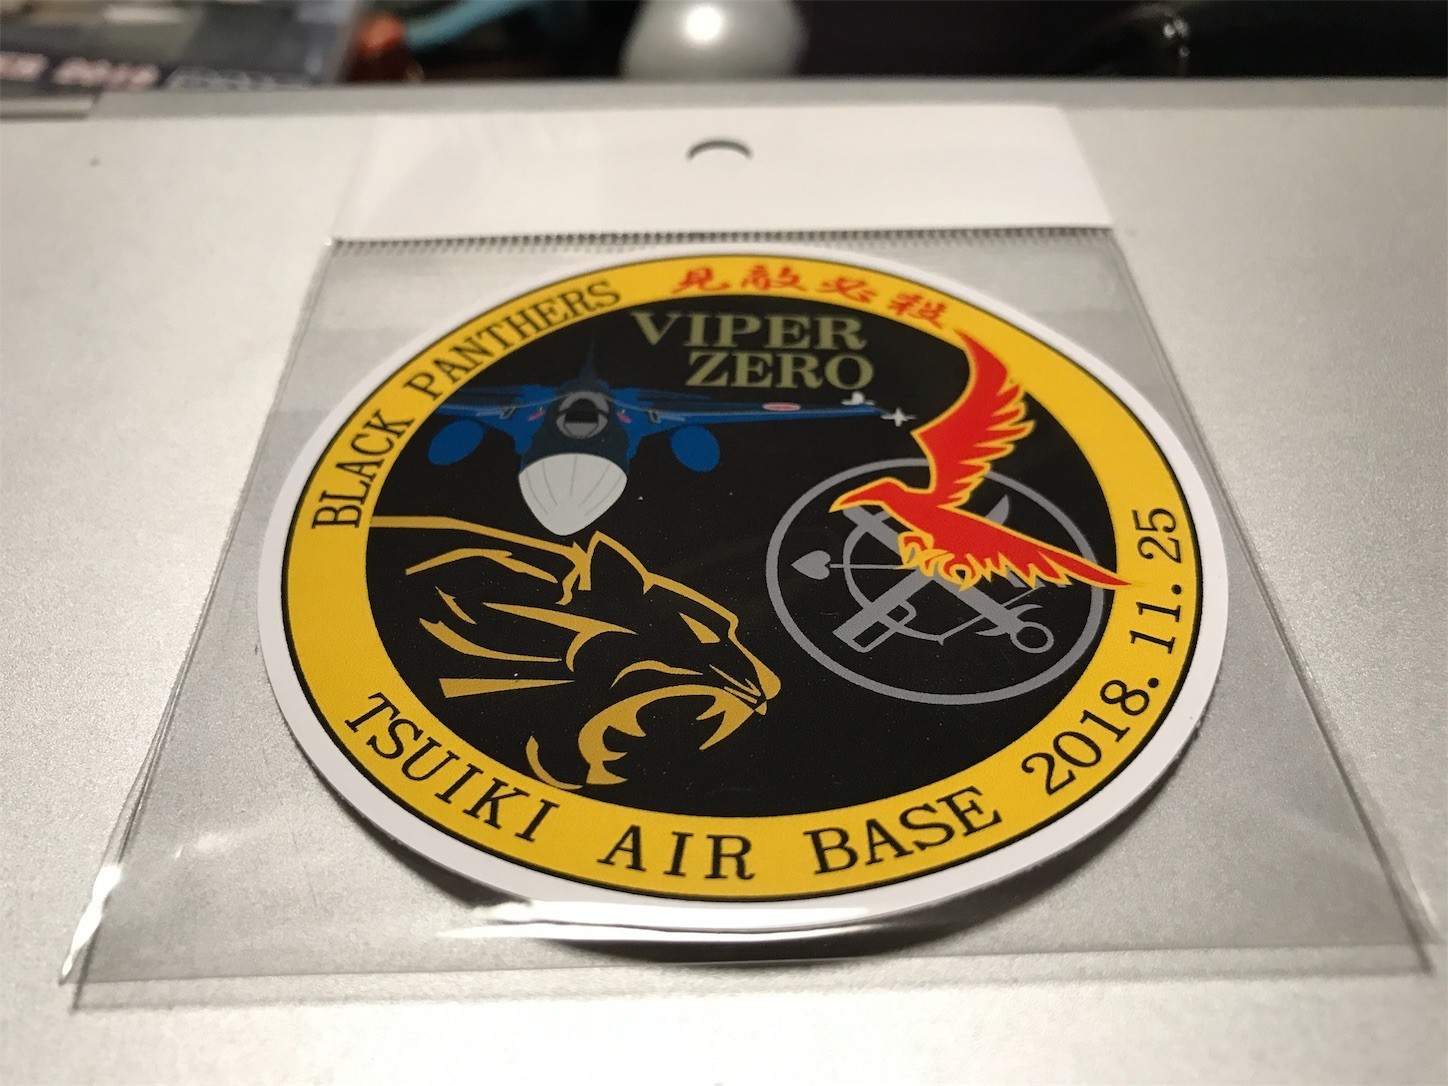 BLACK PANTHERS
見敵必殺
VIPER
ZERO
TSUIKI AIR BASE 2018.11.25